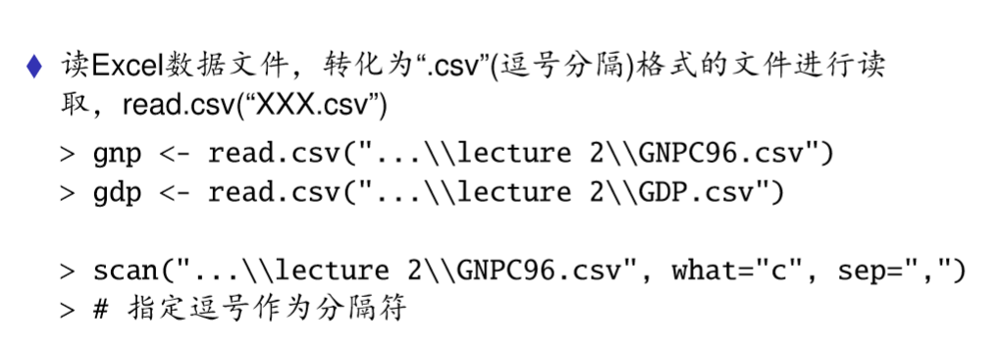 读Excel数据文件，转化为“.csv”(逗号分隔)格式的文件进行读
取，read.csv(“XXX.csv”)
> gnp <- read.csv("...\\lecture 2\\GNPC96.csv")
> gdp <- read.csv("...\\lecture 2\\GDP.csv")
> scan("...\\lecture 2\\GNPC96.csv", what="c", sep=",")
> # 指定逗号作为分隔符